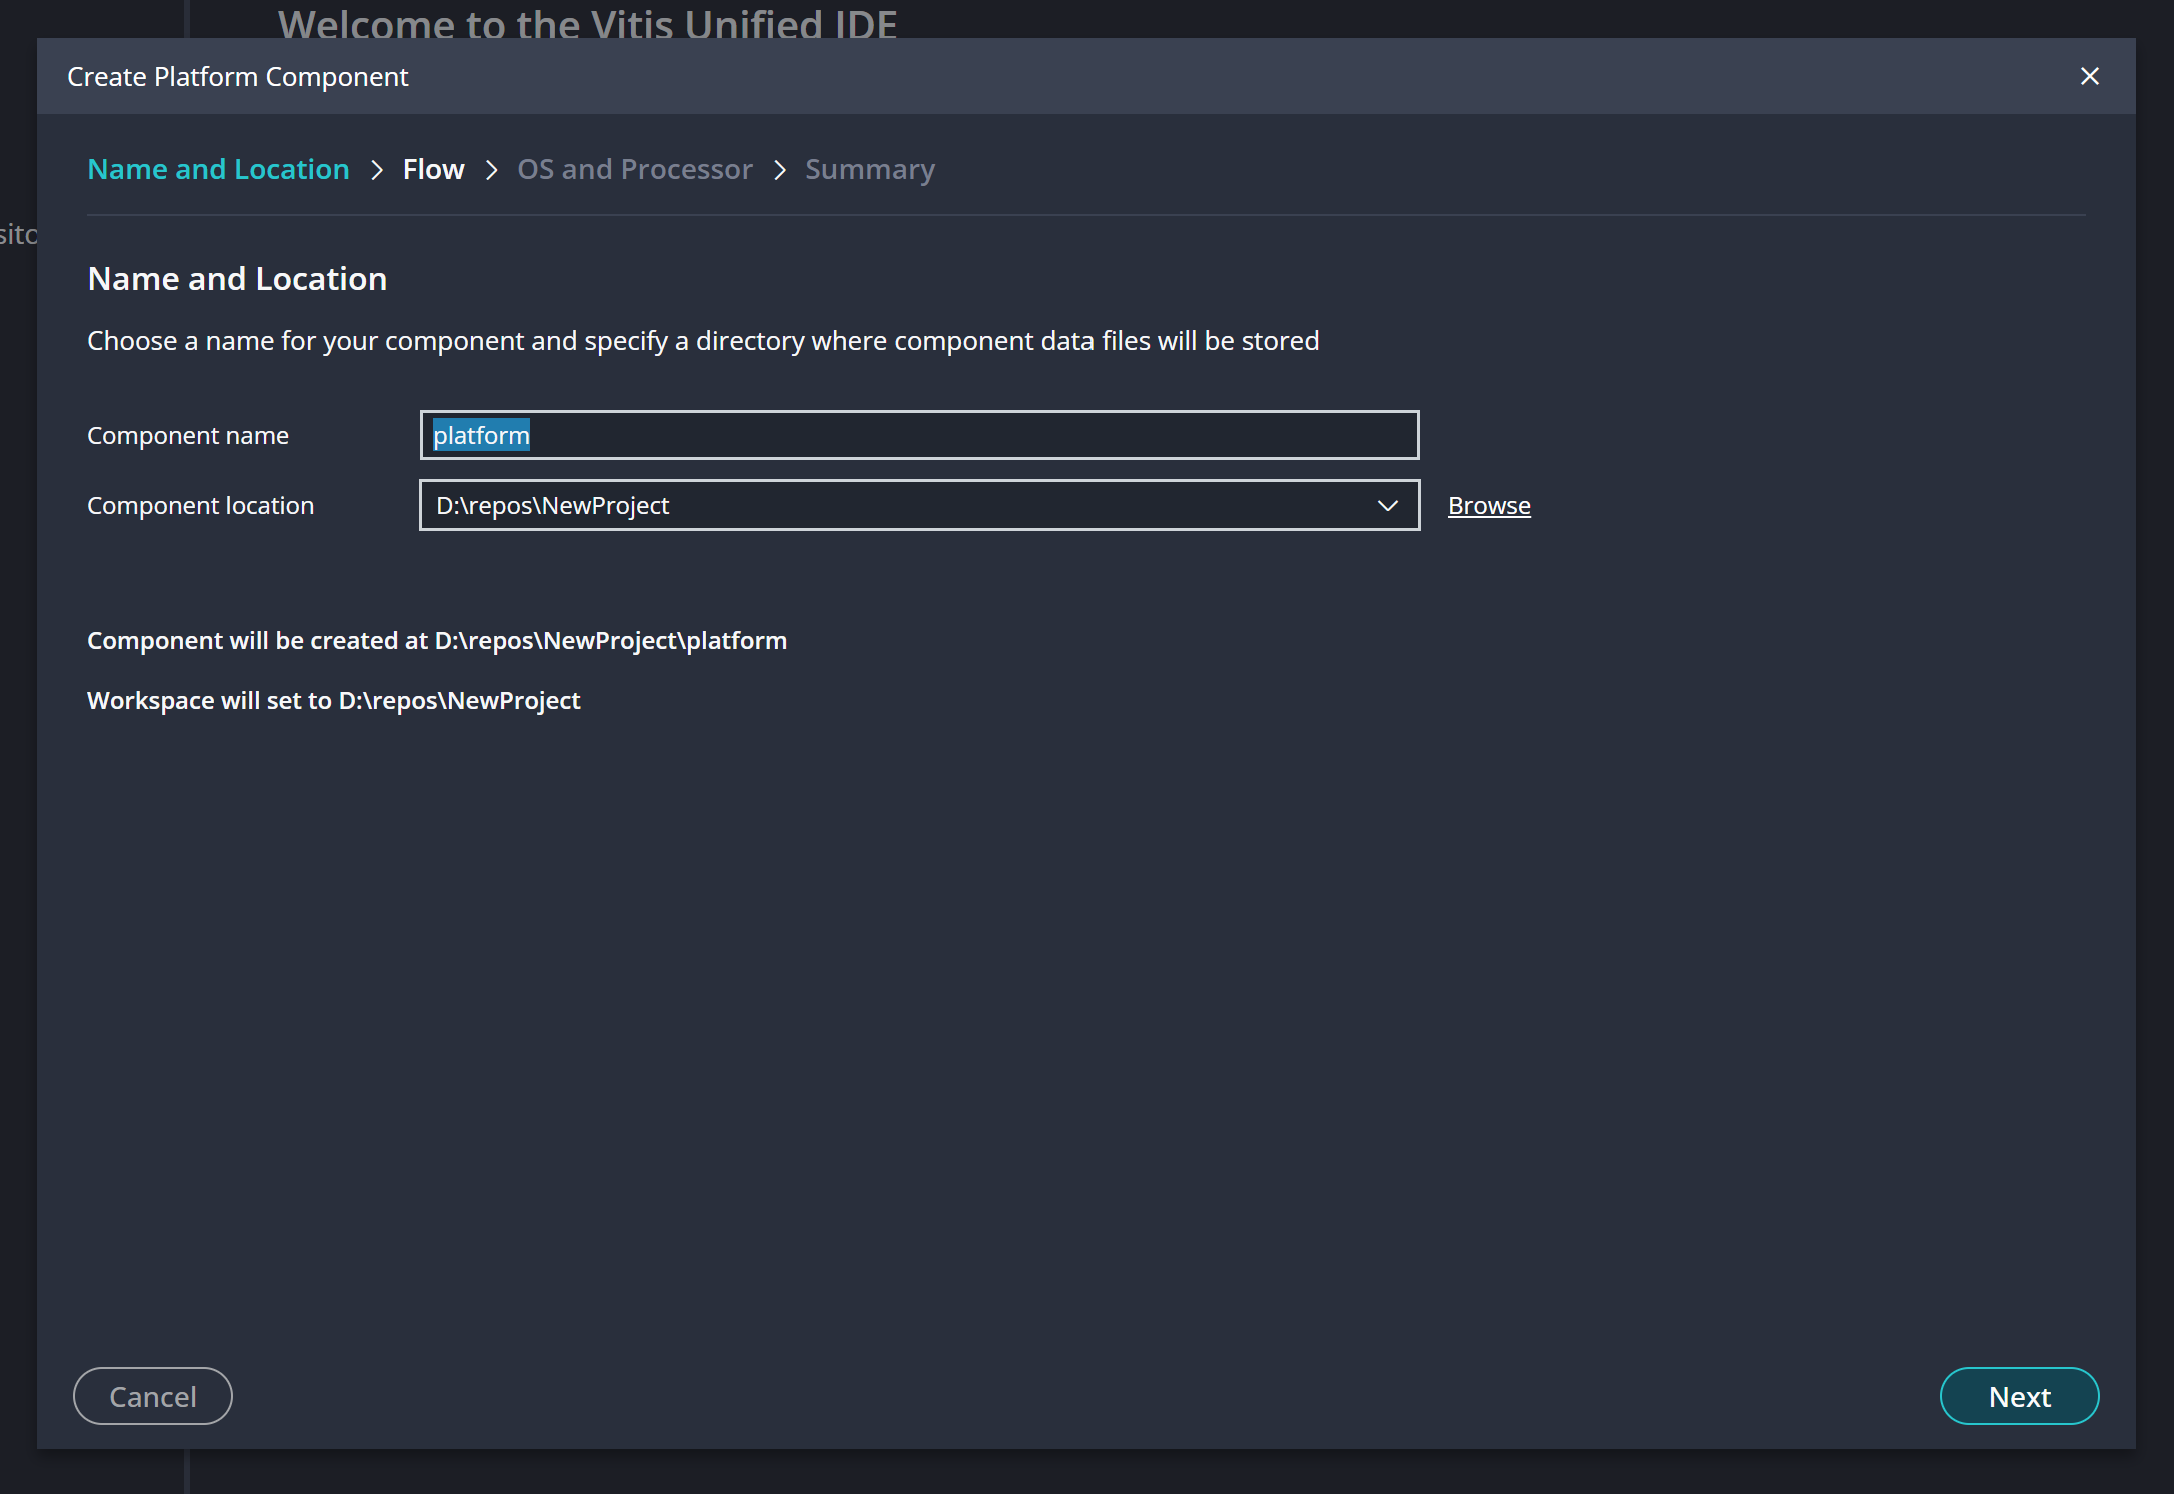 Welcome to the Vitis Unified IDE
Create Platform Component
Name and Location > Flow > OS and Processor > Summary
Name and Location
Choose a name for your component and specify a directory where component data files will be stored
Component name platform
Component location D:\repos\NewProject Browse
Component will be created at D:\repos\NewProject\platform
Workspace will set to D:\repos\NewProject
Cancel Next